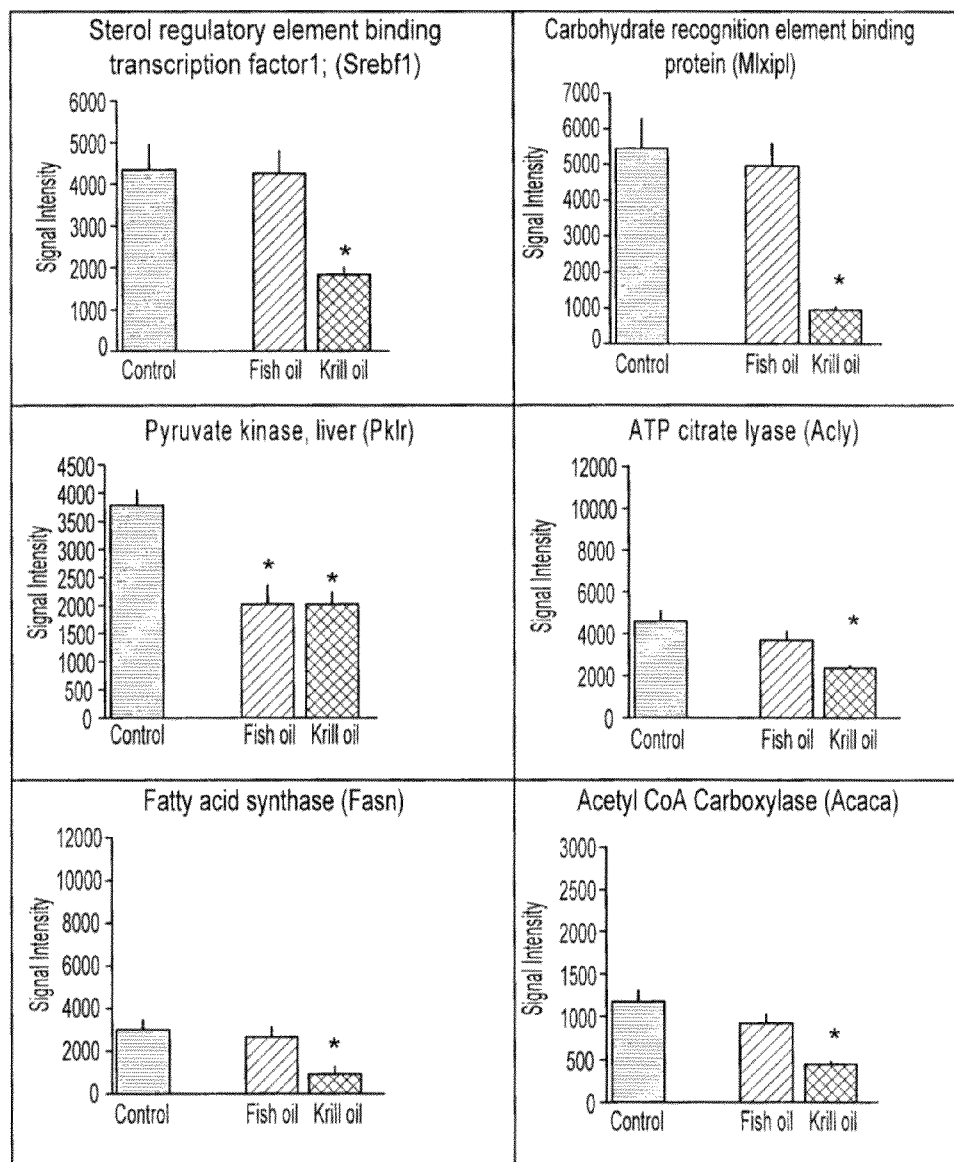 Sterol regulatory element binding
transcription factor1; (Srebf1)
6000
5000
4000
3000
2000
1000
0
Signal Intensity
*
Control
Fish oil
Krill oil
Carbohydrate recognition element binding
protein (Mlxipl)
7000
6000
5000
4000
3000
2000
1000
0
Signal Intensity
*
Control
Fish oil
Krill oil
Pyruvate kinase, liver (Pklr)
4500
4000
3500
3000
2500
2000
1500
1000
500
0
Signal Intensity
*
*
Control
Fish oil
Krill oil
ATP citrate lyase (Acly)
12000
10000
8000
6000
4000
2000
0
Signal Intensity
*
Control
Fish oil
Krill oil
Fatty acid synthase (Fasn)
12000
10000
8000
6000
4000
2000
0
Signal Intensity
*
Control
Fish oil
Krill oil
Acetyl CoA Carboxylase (Acaca)
3000
2500
2000
1500
1000
500
0
Signal Intensity
*
Control
Fish oil
Krill oil